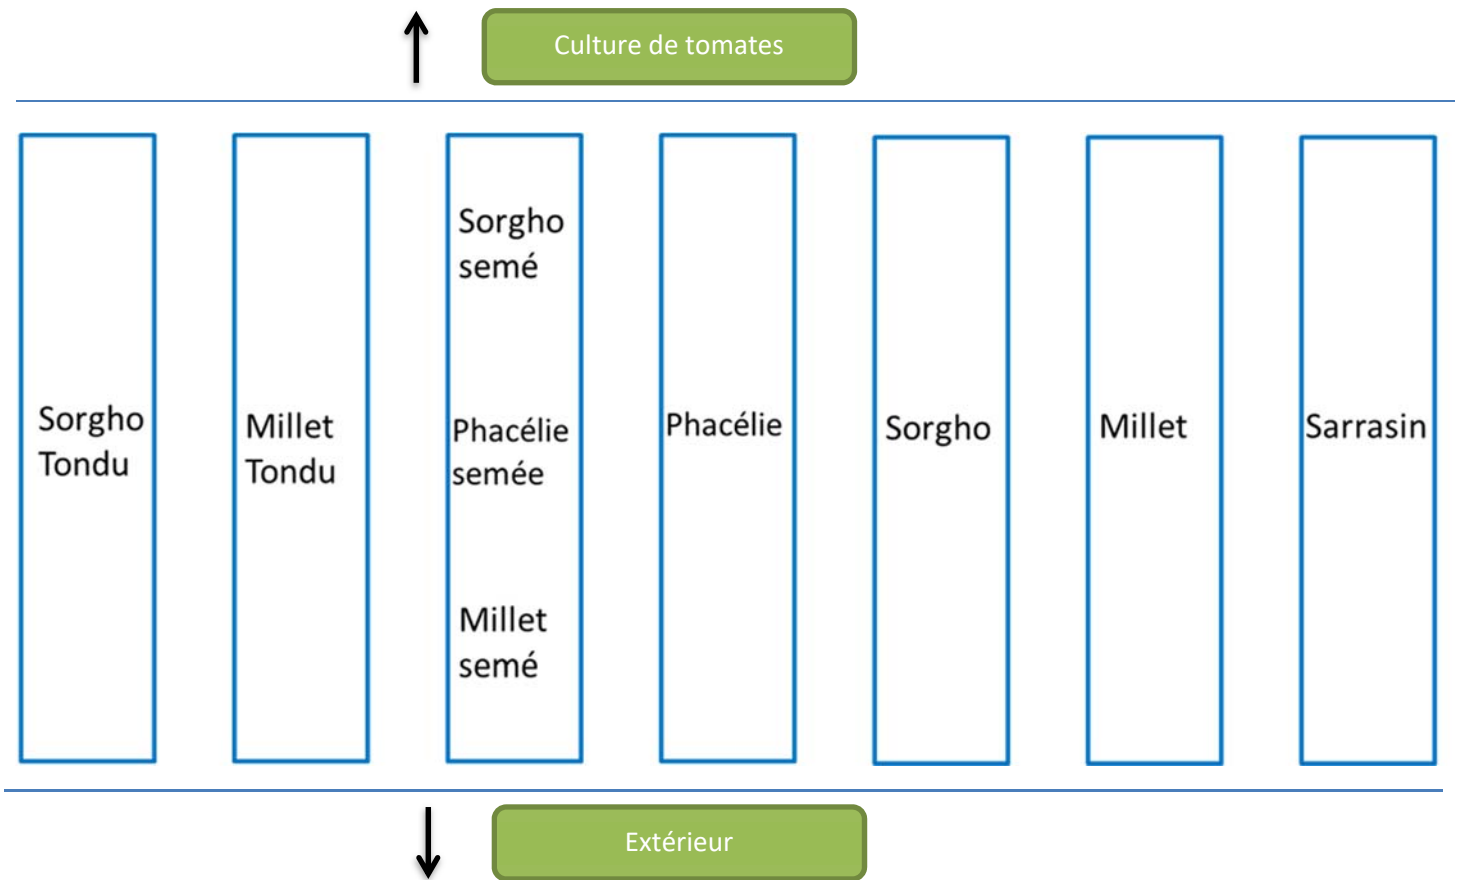 Culture de tomates
Sorgho
Tondu
Millet
Tondu
Sorgho
semé
Phacélie
semée
Millet
semé
Phacélie
Sorgho
Millet
Sarrasin
Extérieur